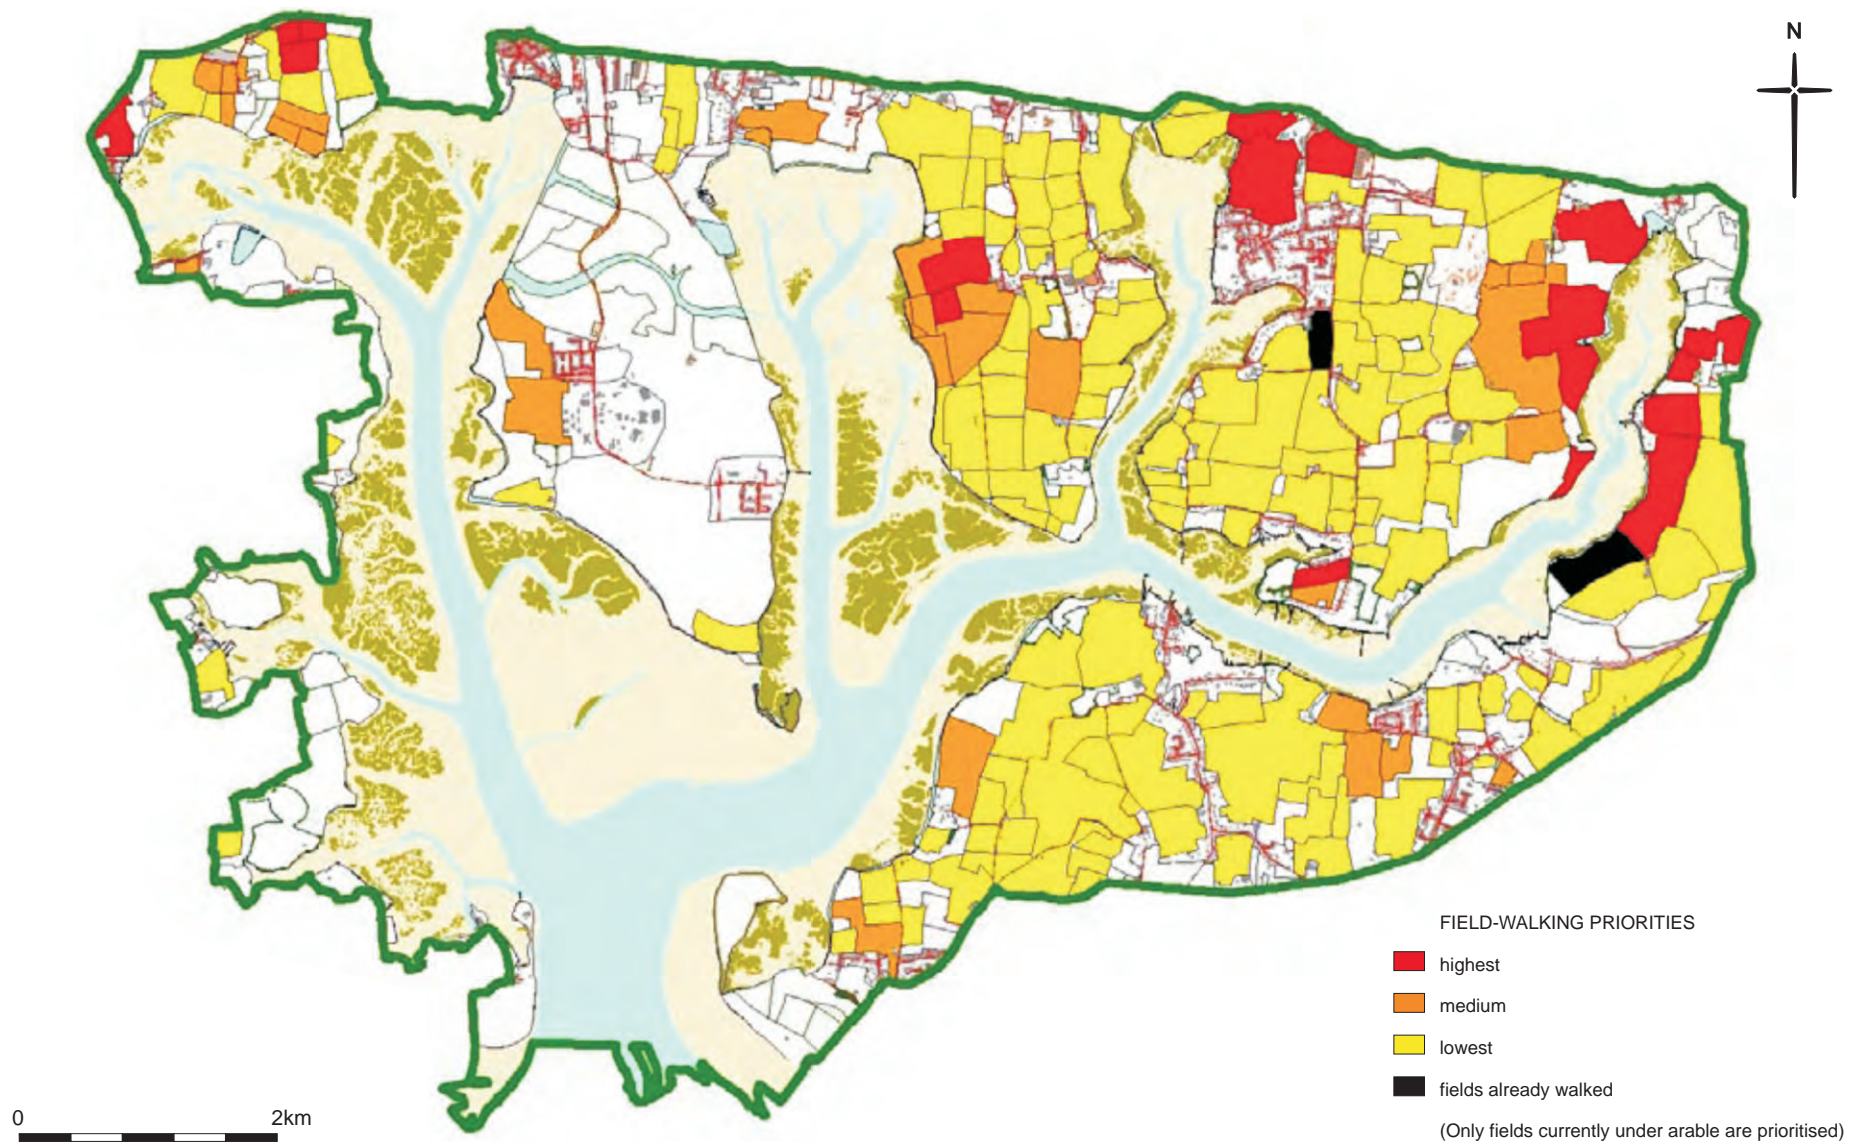 N
FIELD-WALKING PRIORITIES
highest
medium
lowest
fields already walked
(Only fields currently under arable are prioritised)
0 2km